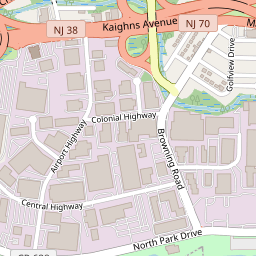 Kaighns Avenue
NJ 38
NJ 70
Golfview Drive
Colonial Highway
Airport Highway
Browning Road
Central Highway
North Park Drive